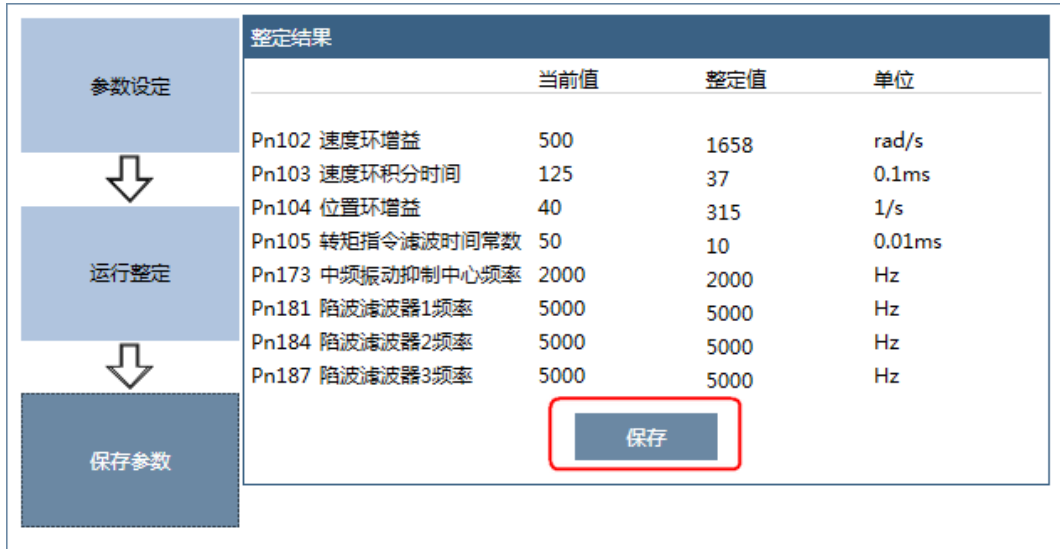 参数设定
运行整定
保存参数
整定结果
当前值 整定值 单位
Pn102 速度环增益 500 1658 rad/s
Pn103 速度环积分时间 125 37 0.1ms
Pn104 位置环增益 40 315 1/s
Pn105 转矩指令滤波时间常数 50 10 0.01ms
Pn173 中频振动抑制中心频率 2000 2000 Hz
Pn181 陷波滤波器1频率 5000 5000 Hz
Pn184 陷波滤波器2频率 5000 5000 Hz
Pn187 陷波滤波器3频率 5000 5000 Hz
保存